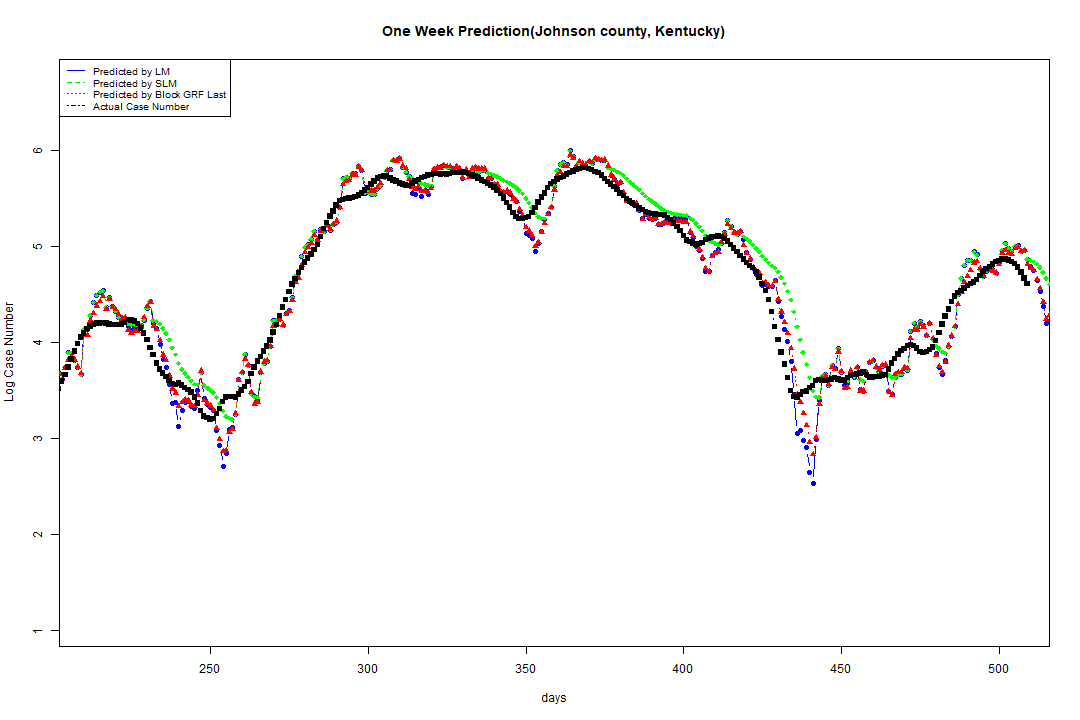 One Week Prediction(Johnson county, Kentucky)
Predicted by LM
Predicted by SLM
Predicted by Block GRF Last
Actual Case Number
Log Case Number
6
5
4
3
2
1
250 300 350 400 450 500
days